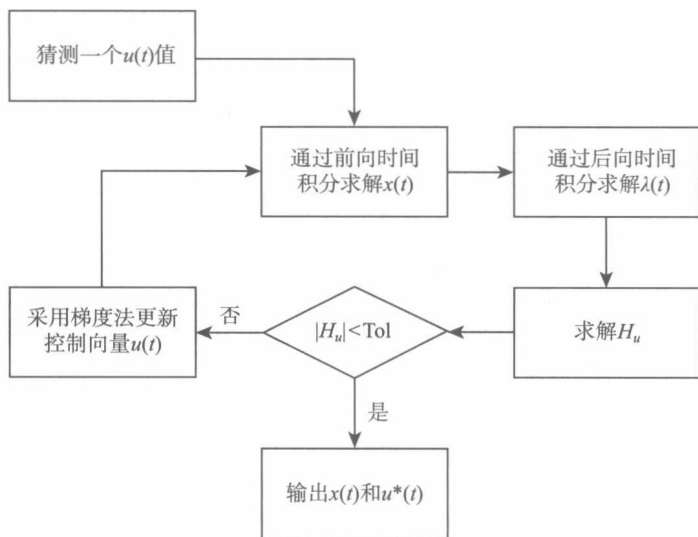 猜测一个u(t)值
通过前向时间
积分求解x(t)
通过后向时间
积分求解λ(t)
求解Hᵤ
|Hᵤ|<Tol
否
采用梯度法更新
控制向量u(t)
是
输出x(t)和u*(t)